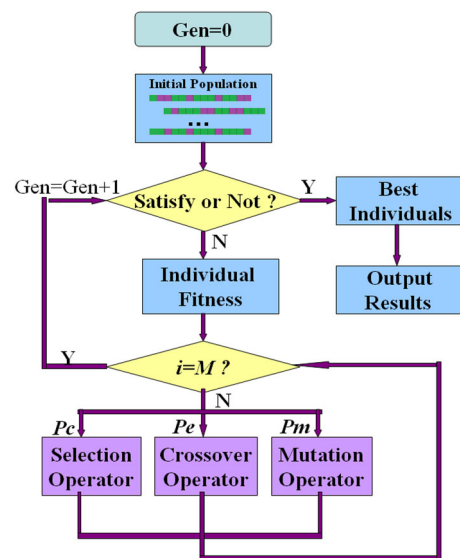 Gen=0
Initial Population
...
Gen=Gen+1
Satisfy or Not ?
Y
Best
Individuals
N
Individual
Fitness
Output
Results
Y
i=M ?
N
Pc
Pe
Pm
Selection
Operator
Crossover
Operator
Mutation
Operator